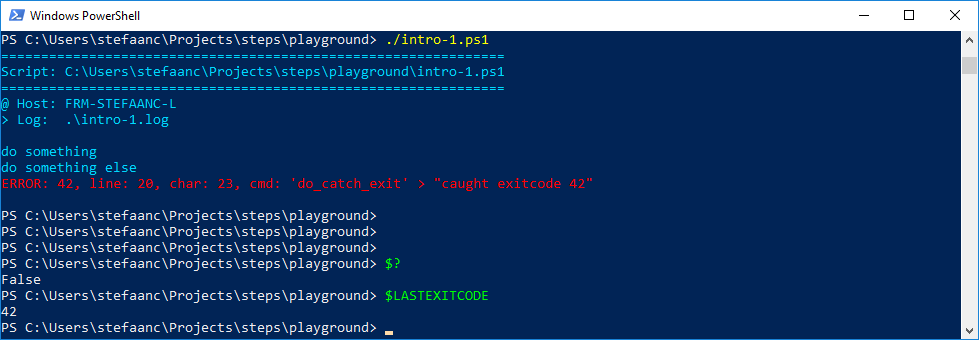 Windows PowerShell
PS C:\Users\stefaanc\Projects\steps\playground> ./intro-1.ps1
===============================================================
Script: C:\Users\stefaanc\Projects\steps\playground\intro-1.ps1
===============================================================
@ Host: FRM-STEFAANC-L
> Log:  .\intro-1.log

do something
do something else
ERROR: 42, line: 20, char: 23, cmd: 'do_catch_exit' > "caught exitcode 42"

PS C:\Users\stefaanc\Projects\steps\playground>
PS C:\Users\stefaanc\Projects\steps\playground>
PS C:\Users\stefaanc\Projects\steps\playground>
PS C:\Users\stefaanc\Projects\steps\playground> $?
False
PS C:\Users\stefaanc\Projects\steps\playground> $LASTEXITCODE
42
PS C:\Users\stefaanc\Projects\steps\playground>